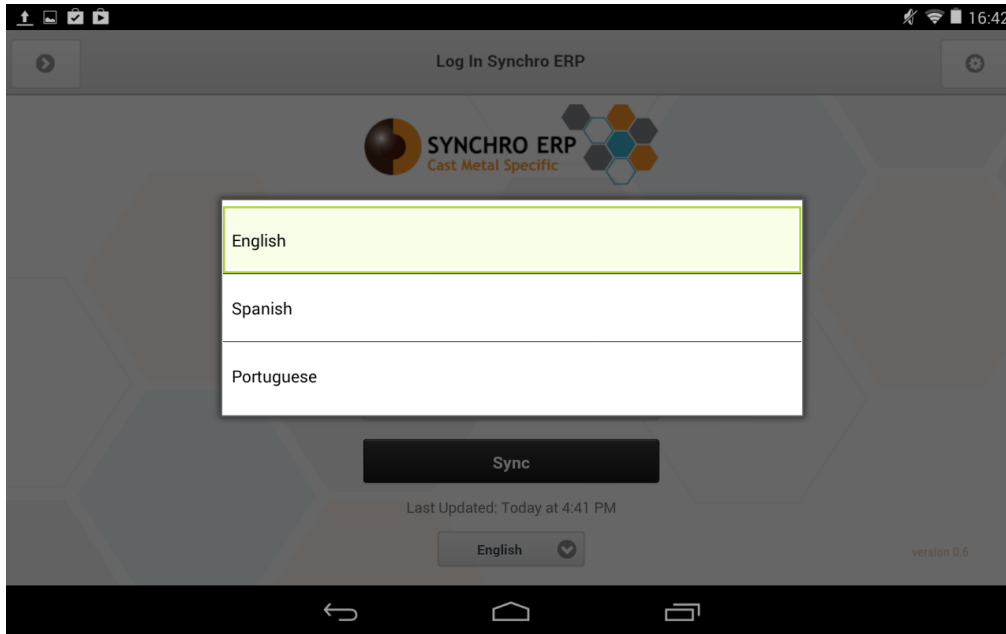 16:42
Log In Synchro ERP
SYNCHRO ERP
Cast Metal Specific
English
Spanish
Portuguese
Sync
Last Updated: Today at 4:41 PM
English
version 0.6